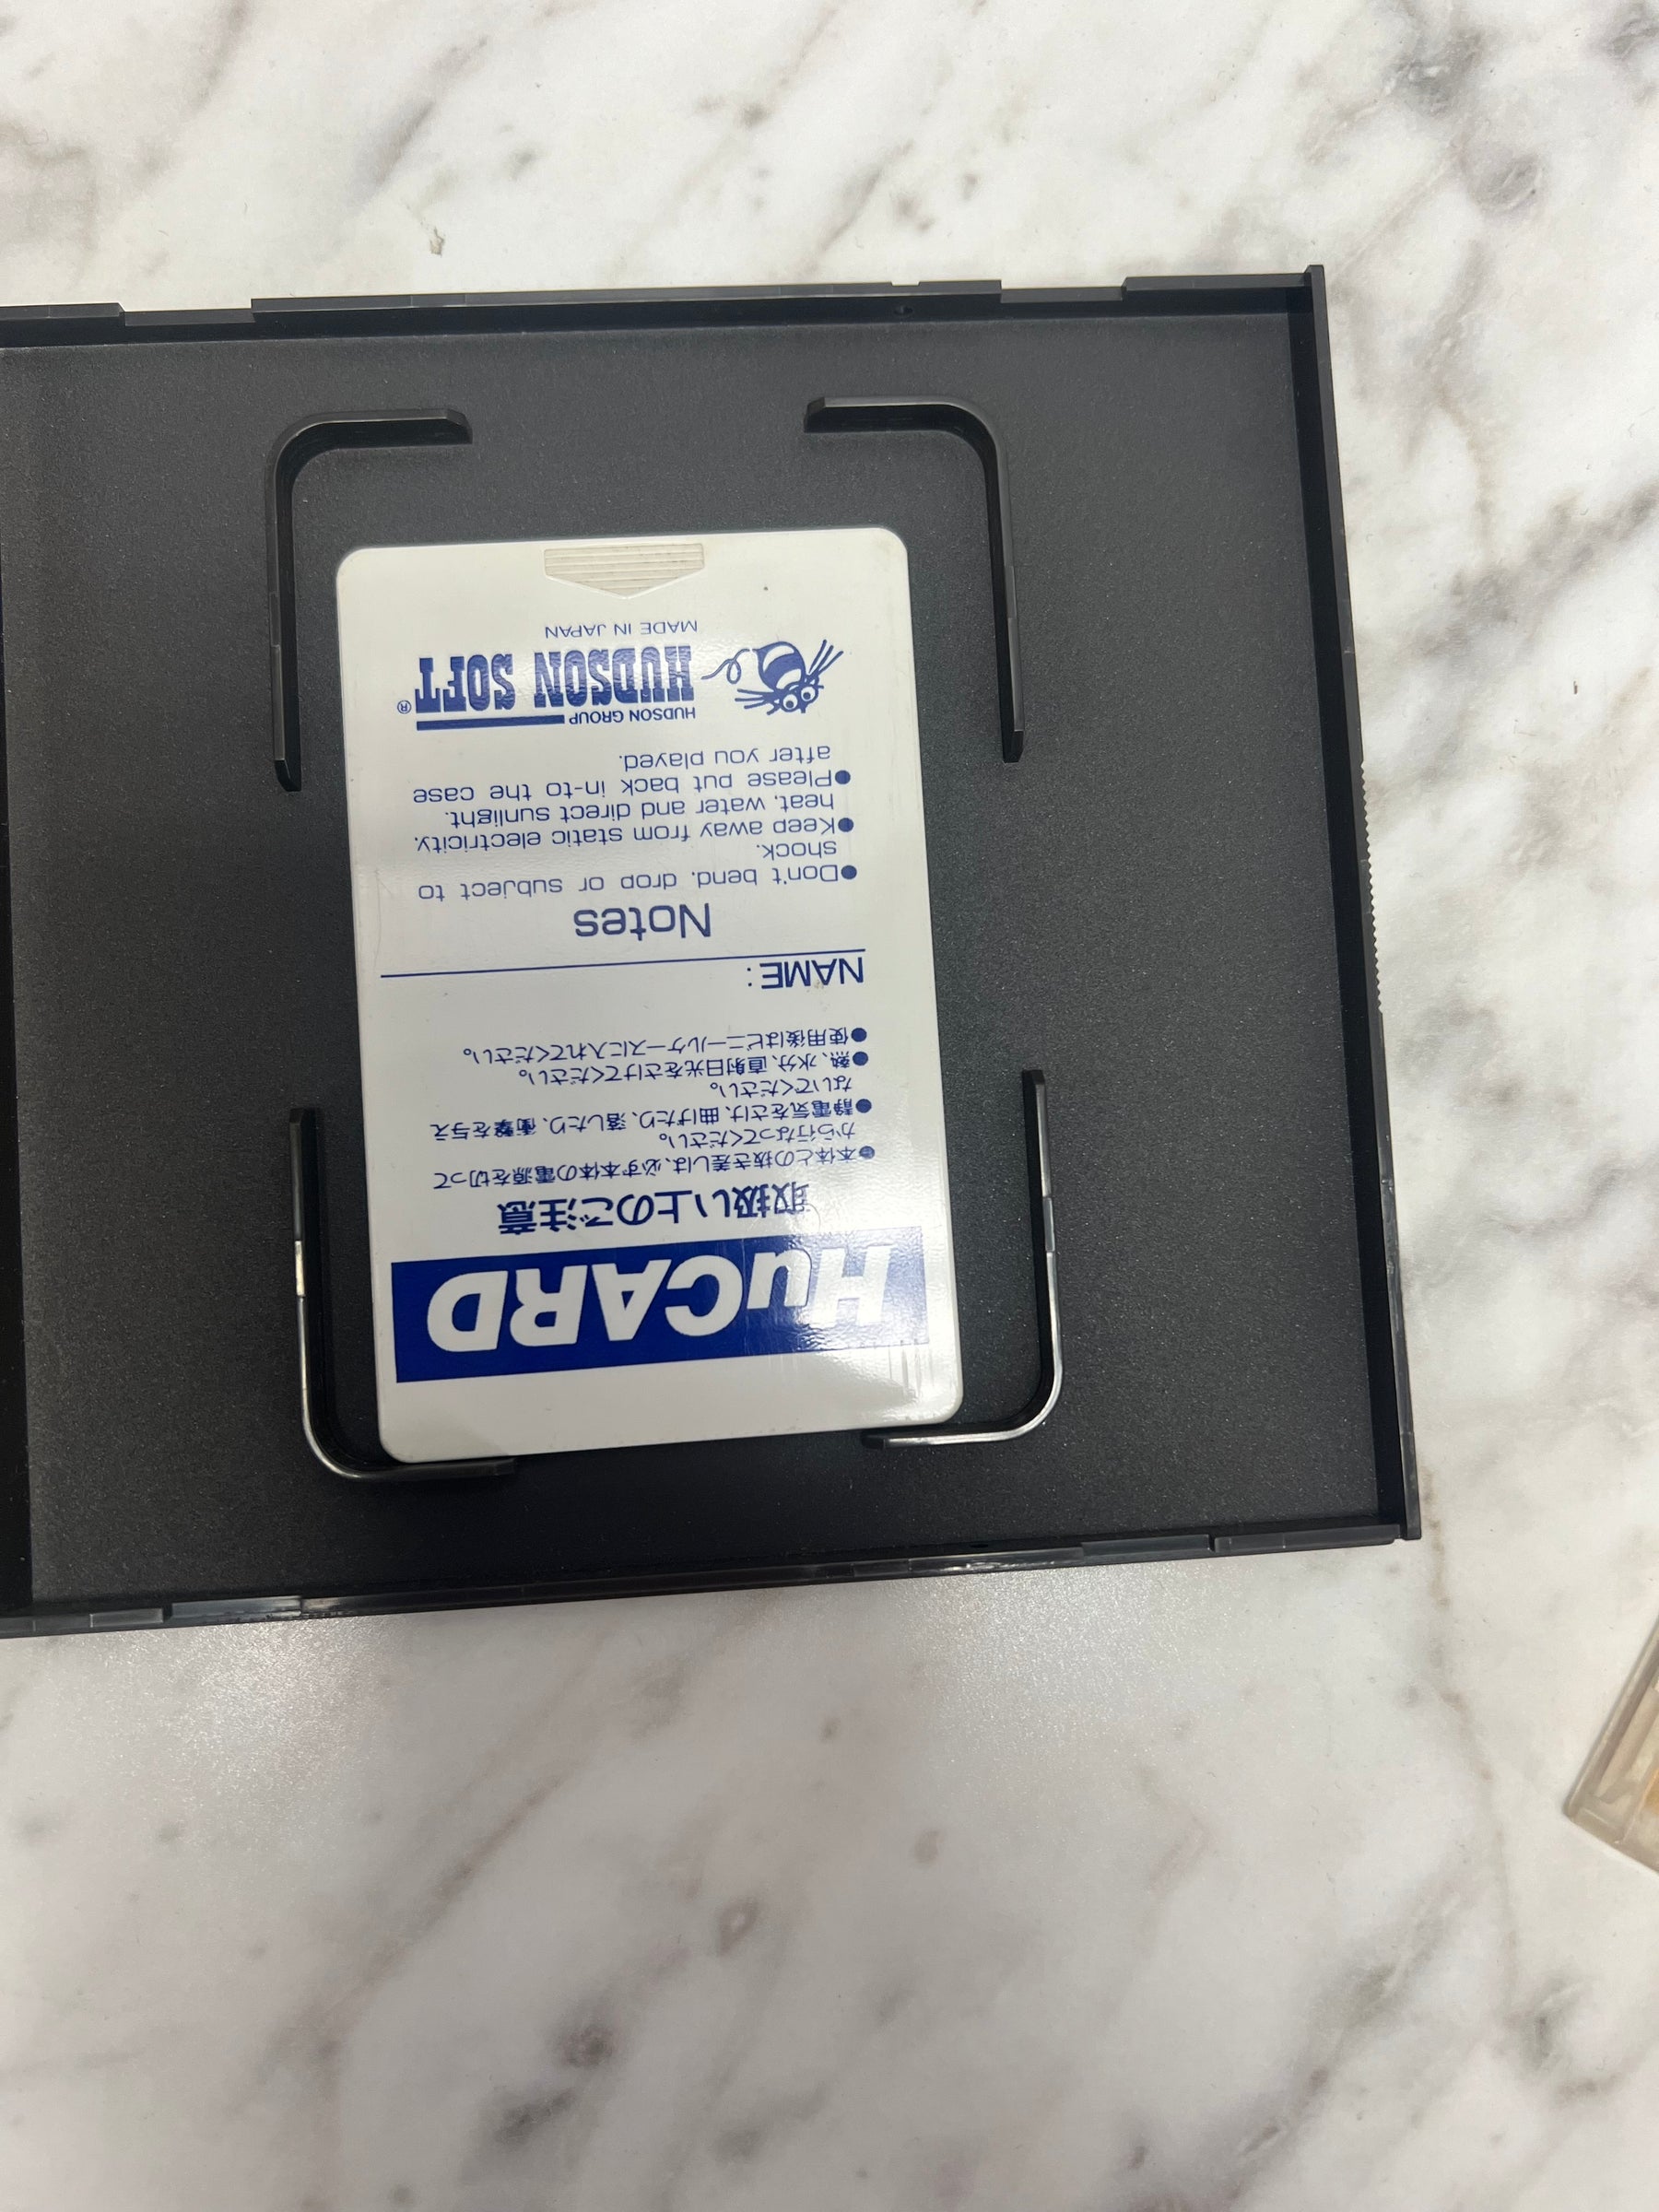 HuCARD
取扱い上のご注意
●本体との抜き差しは、必ず本体の電源を切って
から行なってください。
●静電気をさけ、曲げたり、落したり、衝撃を与え
ないでください。
●熱、水分、直射日光をさけてください。
●使用後はビニールケースに入れてください。
NAME:
Notes
●Don't bend, drop or subject to
shock.
●Keep away from static electricity,
heat, water and direct sunlight.
●Please put back in-to the case
after you played.
HUDSON GROUP
HUDSON SOFT®
MADE IN JAPAN